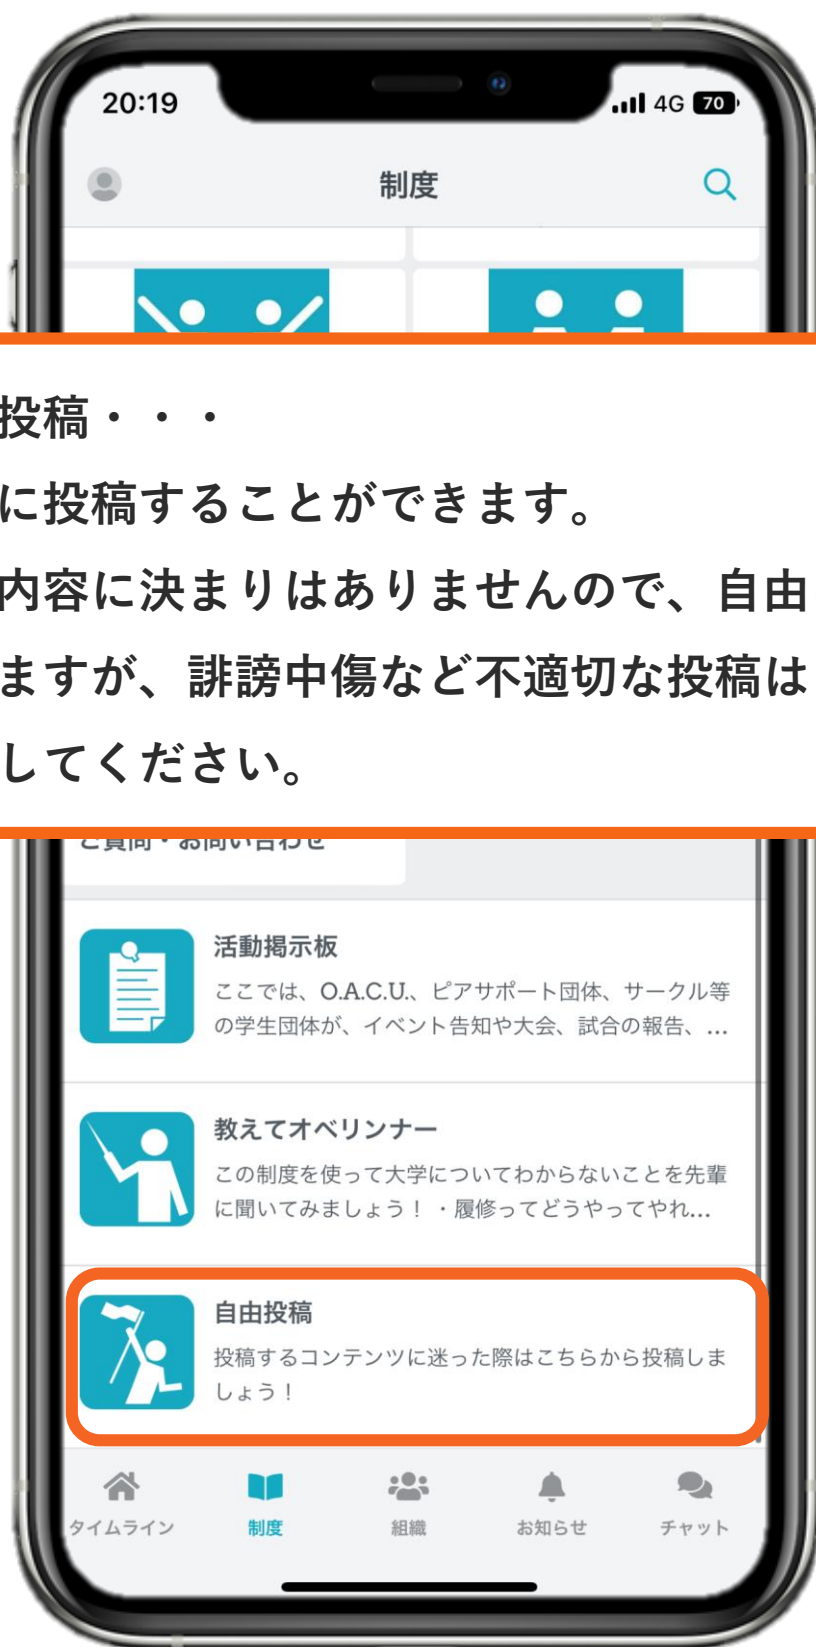 20:19
4G 70
制度
投稿・・・
に投稿することができます。
内容に決まりはありませんので、自由
ますが、誹謗中傷など不適切な投稿は
してください。
ご質問・お問い合わせ
活動掲示板
ここでは、O.A.C.U.、ピアサポート団体、サークル等
の学生団体が、イベント告知や大会、試合の報告、...
教えてオベリンナー
この制度を使って大学についてわからないことを先輩
に聞いてみましょう！・履修ってどうやってやれ...
自由投稿
投稿するコンテンツに迷った際はこちらから投稿しま
しょう！
タイムライン 制度 組織 お知らせ チャット